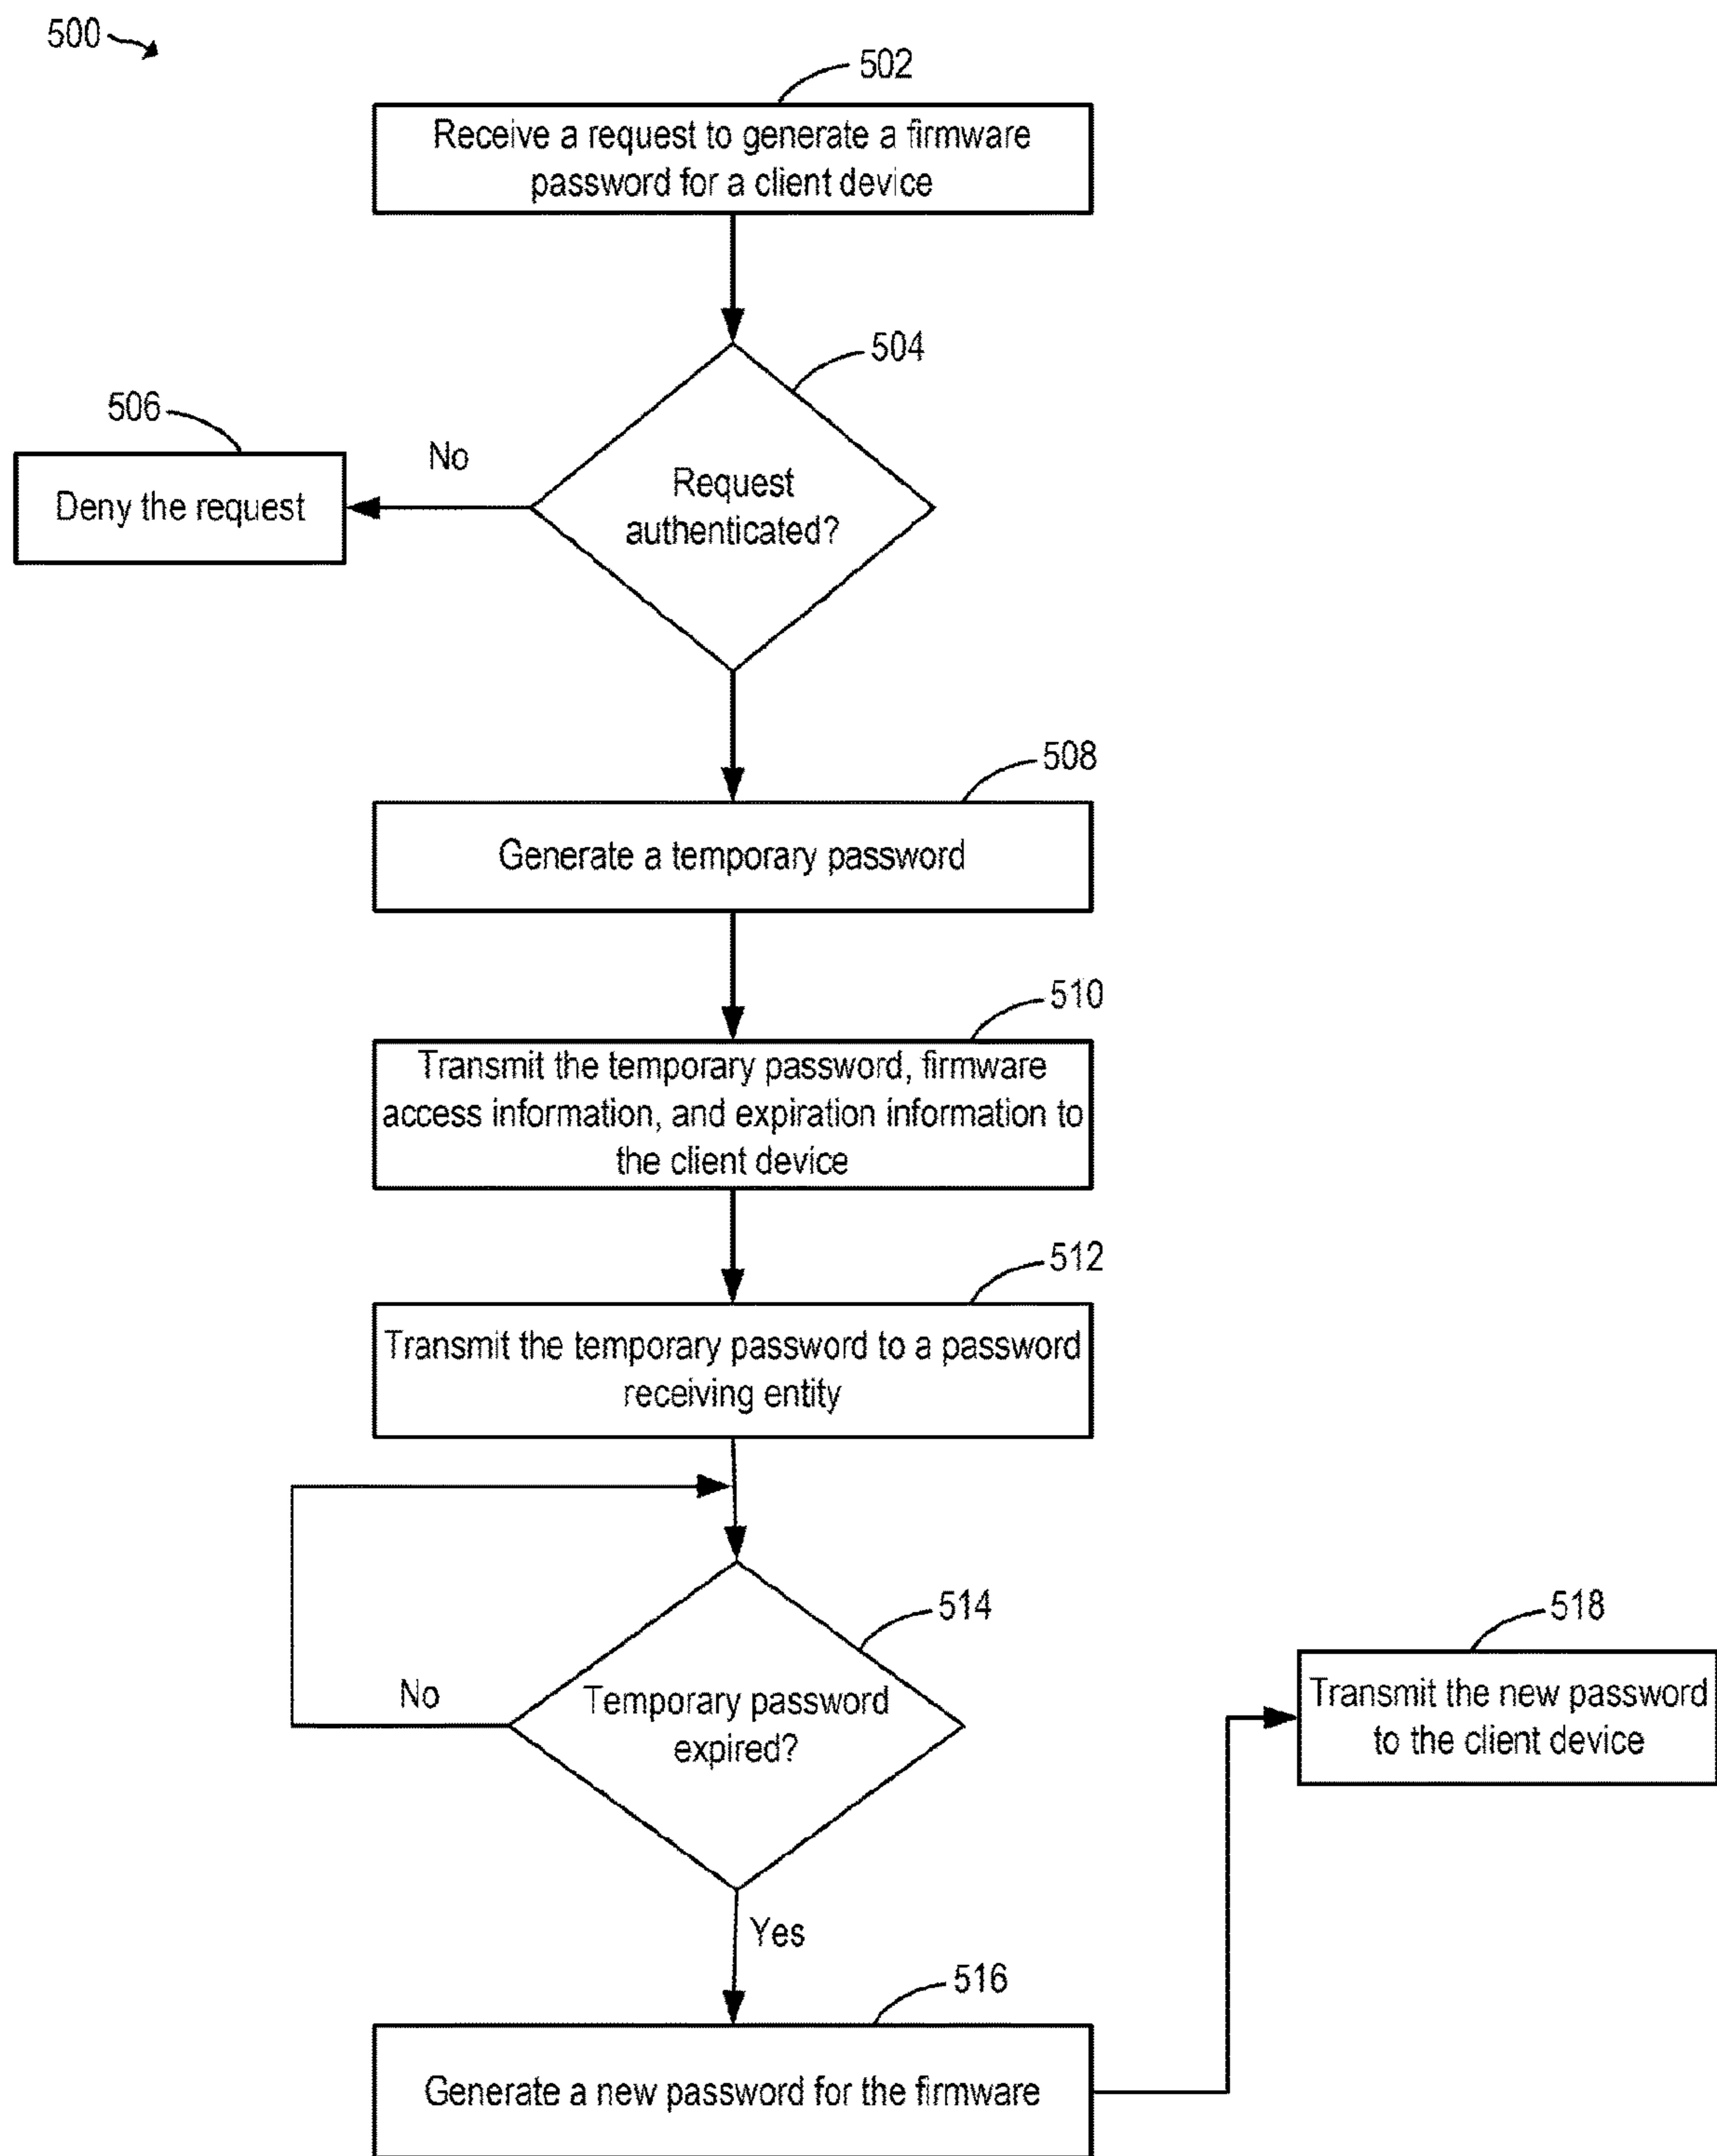 500
502
Receive a request to generate a firmware
password for a client device
504
506
No
Deny the request
Request
authenticated?
508
Generate a temporary password
510
Transmit the temporary password, firmware
access information, and expiration information to
the client device
512
Transmit the temporary password to a password
receiving entity
514
No
Temporary password
expired?
518
Transmit the new password
to the client device
Yes
516
Generate a new password for the firmware